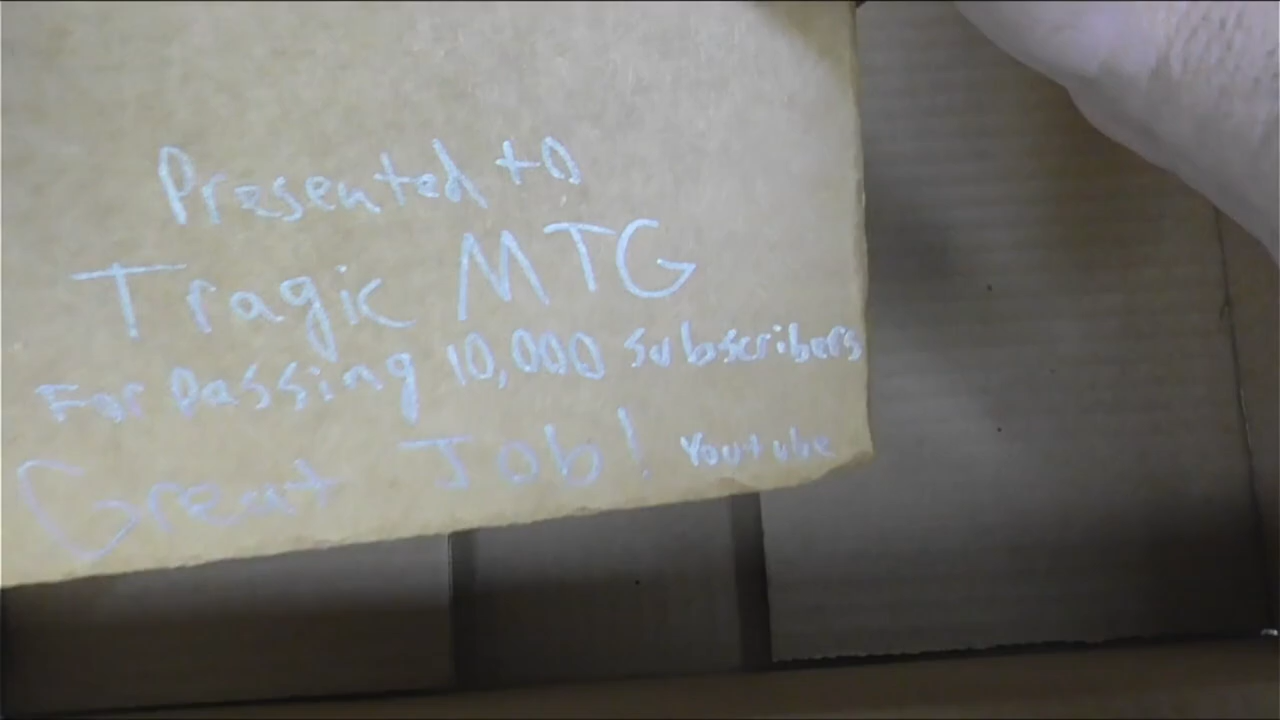 Presented to
Tragic MTG
For Passing 10,000 subscribers
Great Job! Youtube